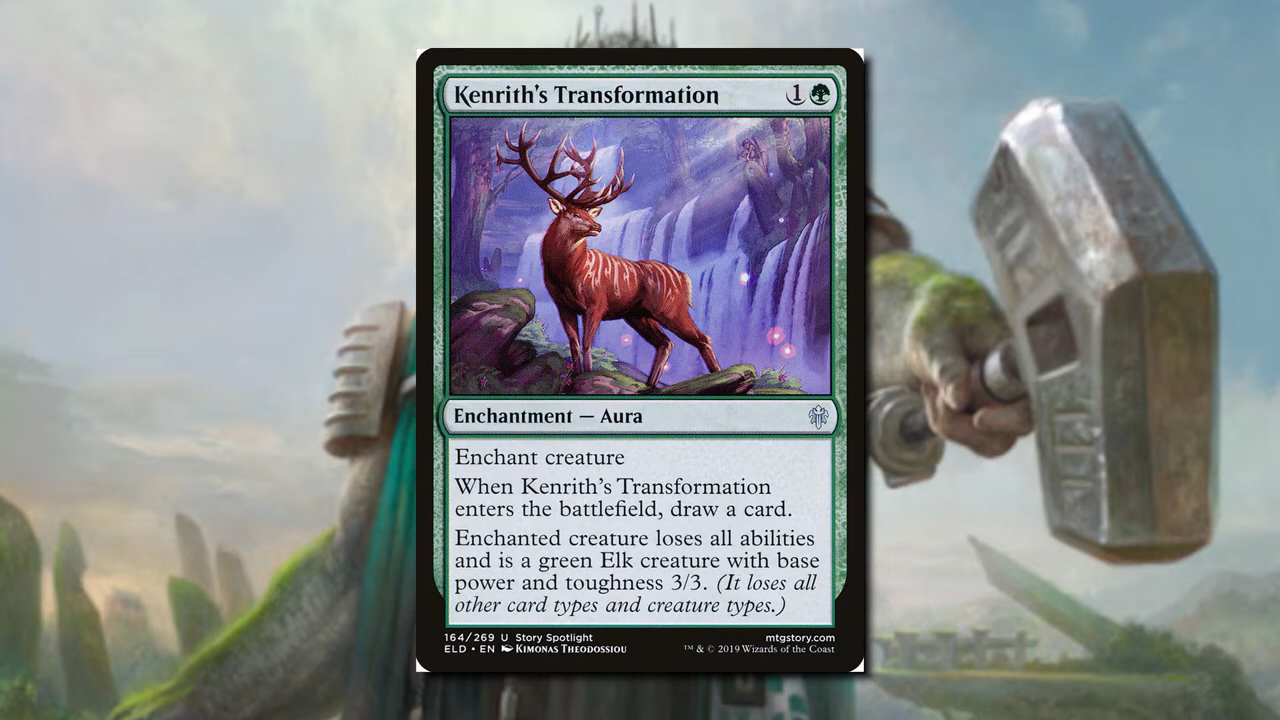 Kenrith's Transformation 1
Enchantment — Aura
Enchant creature
When Kenrith's Transformation
enters the battlefield, draw a card.
Enchanted creature loses all abilities
and is a green Elk creature with base
power and toughness 3/3. (It loses all
other card types and creature types.)
164/269 U Story Spotlight
mtgstory.com
ELD • EN Kimonas Theodossiou
™ & © 2019 Wizards of the Coast